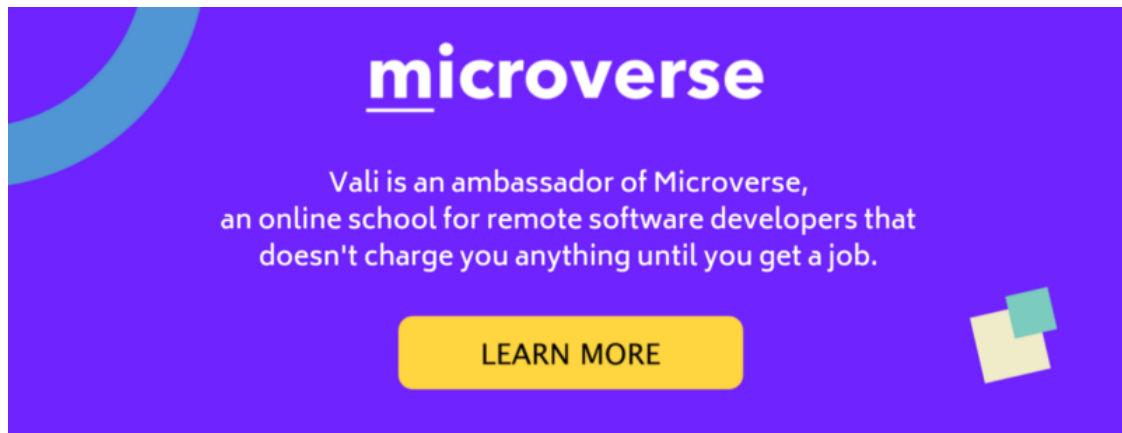 microverse
Vali is an ambassador of Microverse,
an online school for remote software developers that
doesn't charge you anything until you get a job.
LEARN MORE